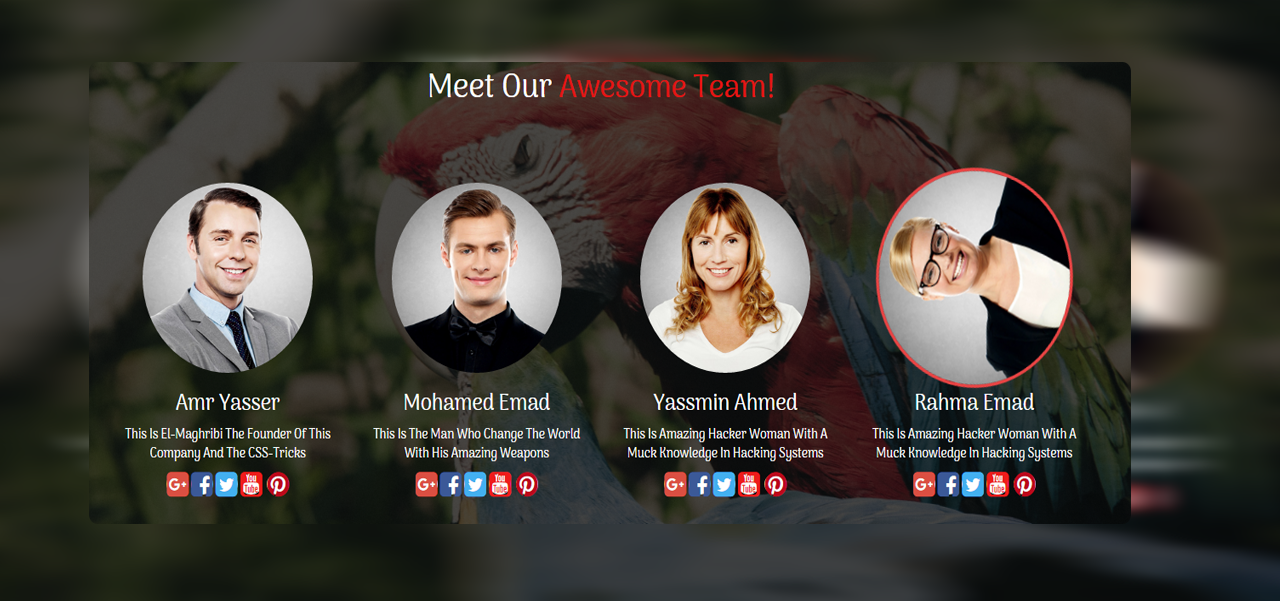 Meet Our Awesome Team!
Amr Yasser
This Is El-Maghribi The Founder Of This
Company And The CSS-Tricks
G+ f You Tube
Mohamed Emad
This Is The Man Who Change The World
With His Amazing Weapons
G+ f You Tube
Yassmin Ahmed
This Is Amazing Hacker Woman With A
Muck Knowledge In Hacking Systems
G+ f You Tube
Rahma Emad
This Is Amazing Hacker Woman With A
Muck Knowledge In Hacking Systems
G+ f You Tube